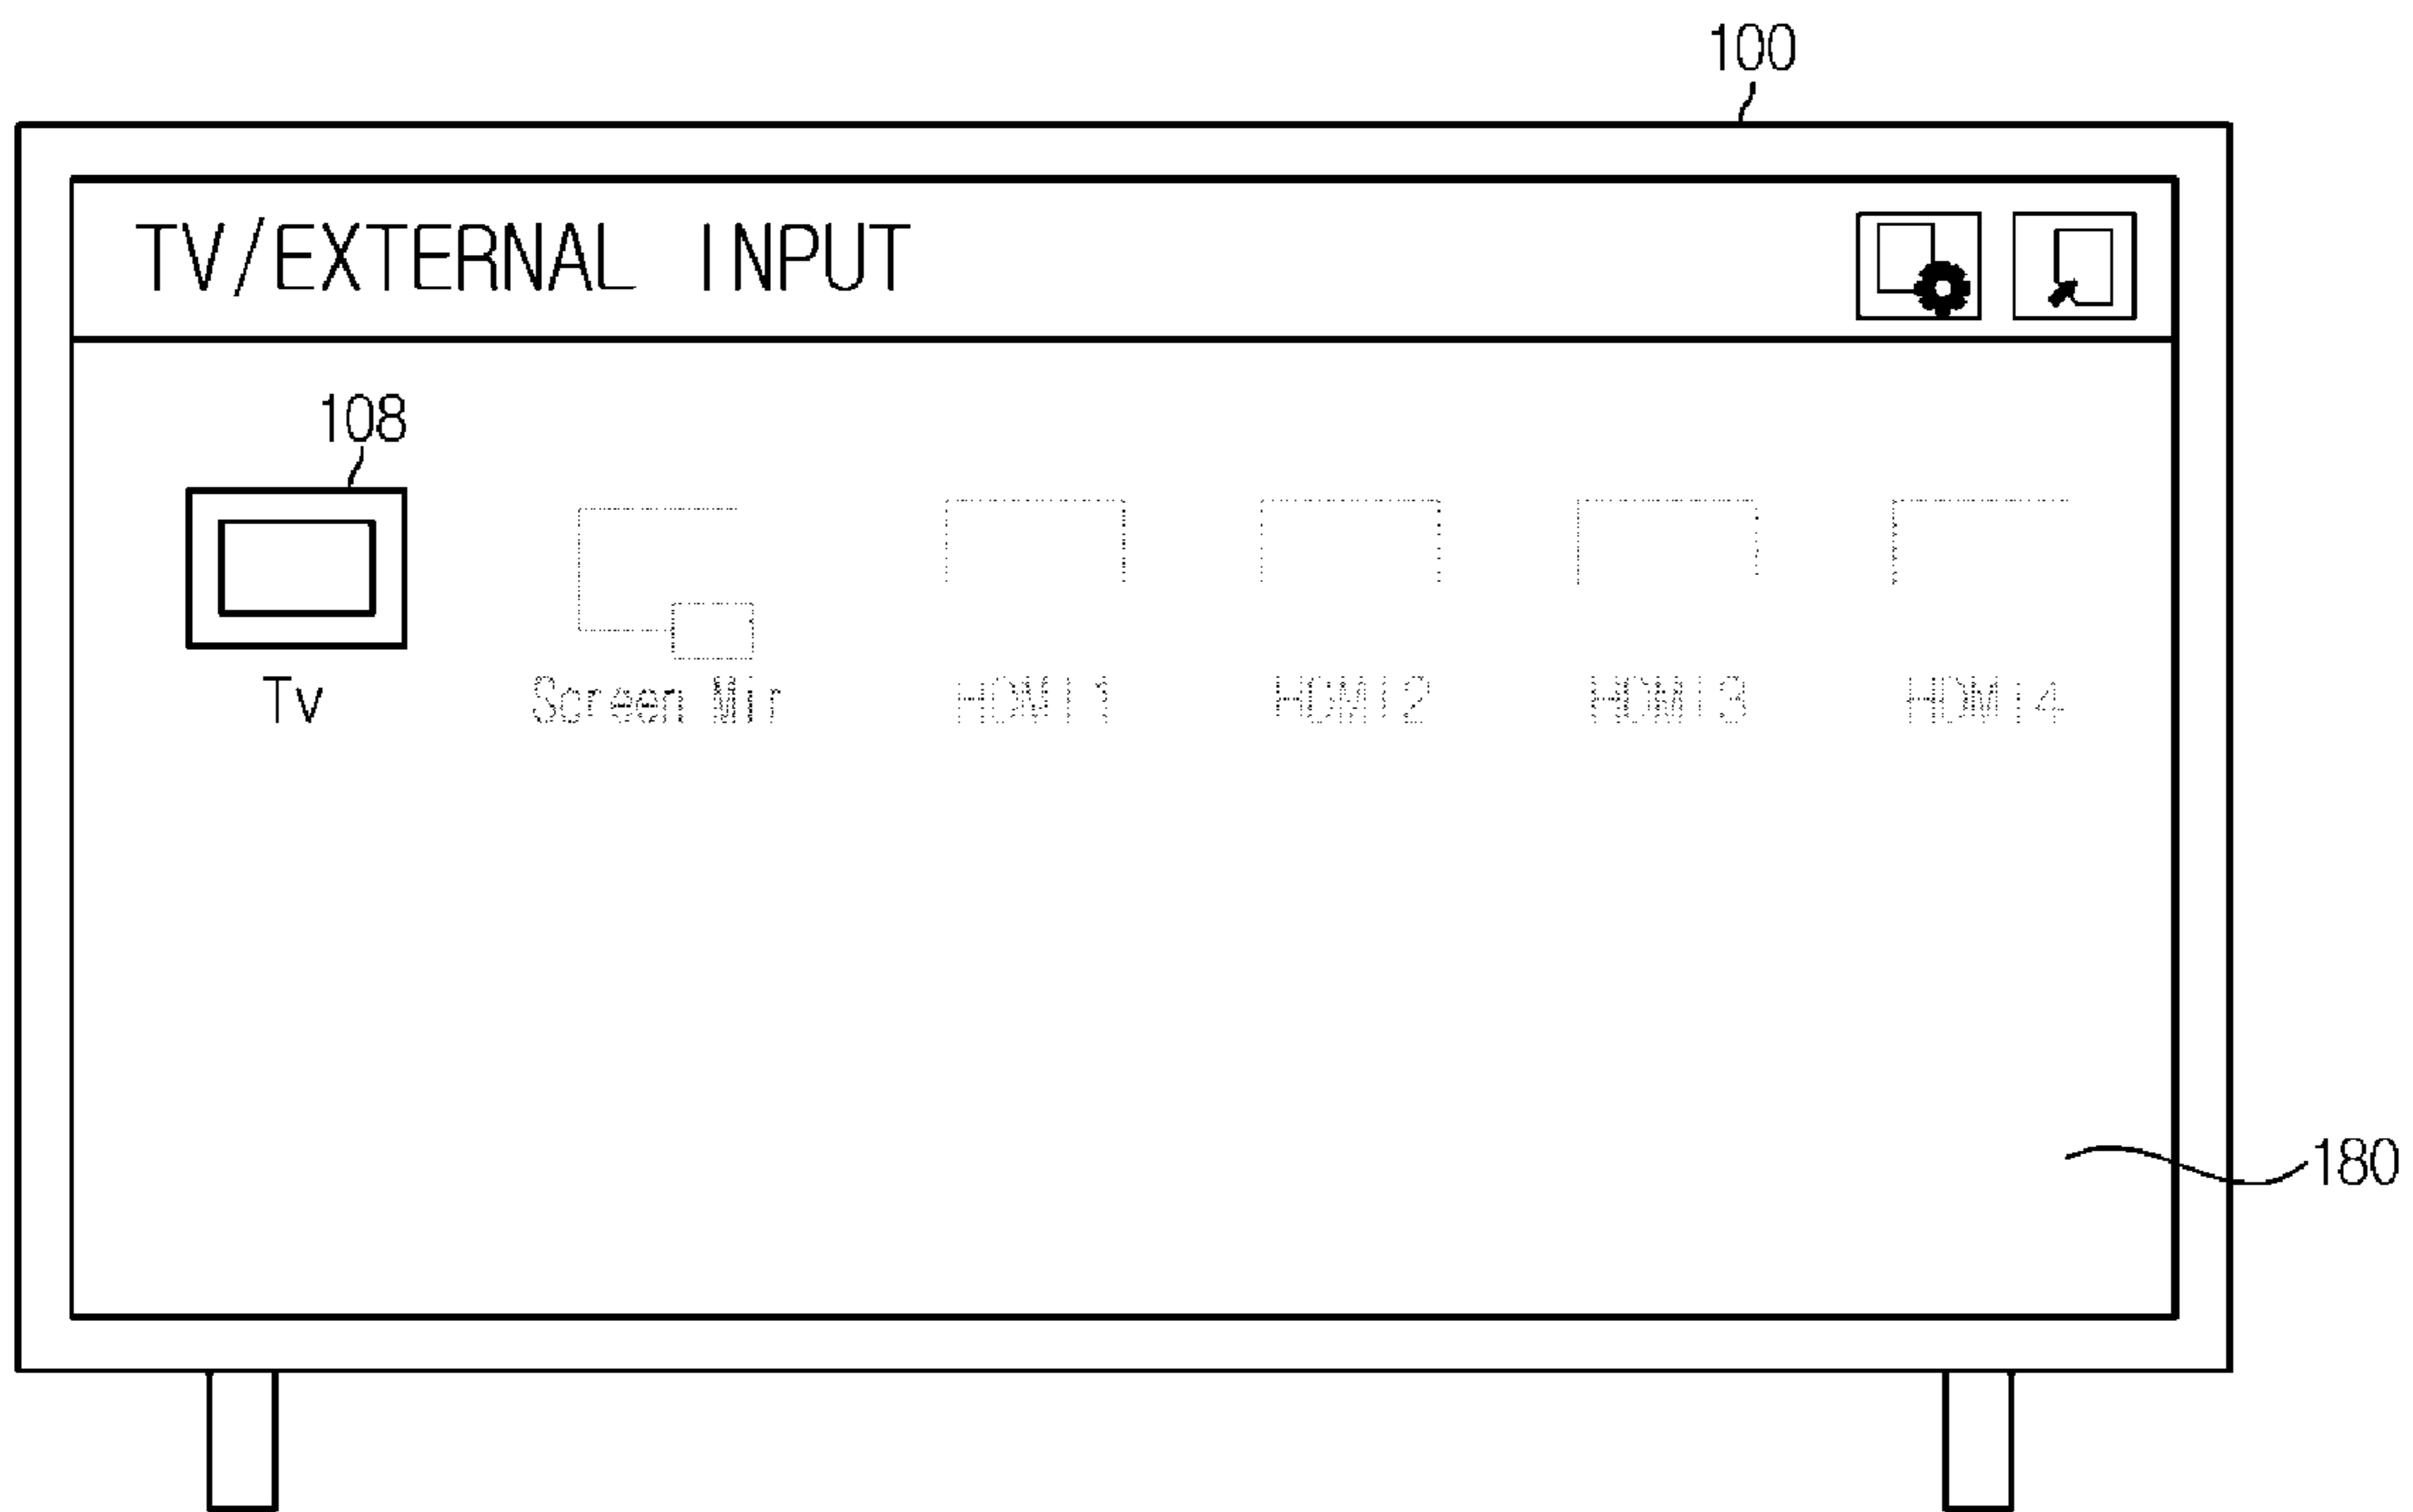 100
TV/EXTERNAL INPUT
108
Tv Screen Mir HDMI1 HDMI2 HDMI3 HDMI4
180